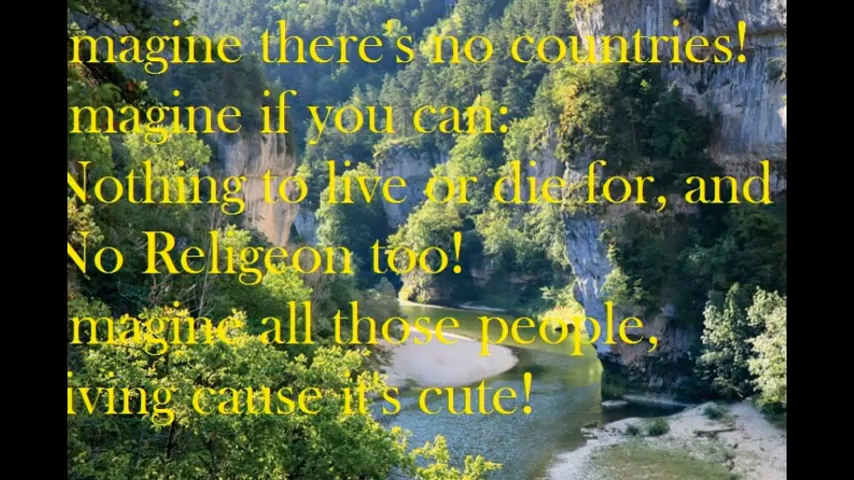 magine there's no countries!
magine if you can:
Nothing to live or die for, and
No Religeon too!
magine all those people,
iving cause it's cute!